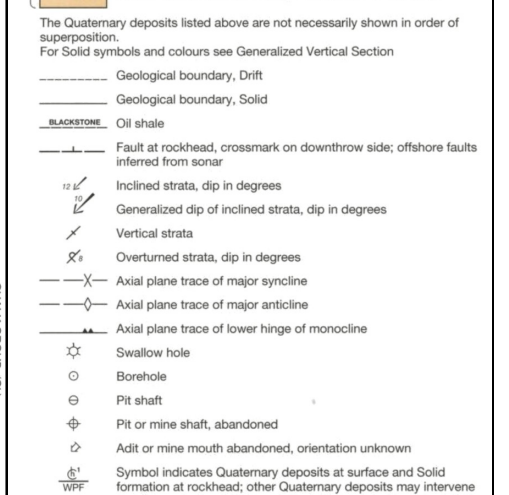 The Quaternary deposits listed above are not necessarily shown in order of
superposition.
For Solid symbols and colours see Generalized Vertical Section
Geological boundary, Drift
Geological boundary, Solid
BLACKSTONE Oil shale
Fault at rockhead, crossmark on downthrow side; offshore faults
inferred from sonar
12 Inclined strata, dip in degrees
10 Generalized dip of inclined strata, dip in degrees
Vertical strata
8 Overturned strata, dip in degrees
Axial plane trace of major syncline
Axial plane trace of major anticline
Axial plane trace of lower hinge of monocline
Swallow hole
Borehole
Pit shaft
Pit or mine shaft, abandoned
Adit or mine mouth abandoned, orientation unknown
1 Symbol indicates Quaternary deposits at surface and Solid
WPF formation at rockhead; other Quaternary deposits may intervene